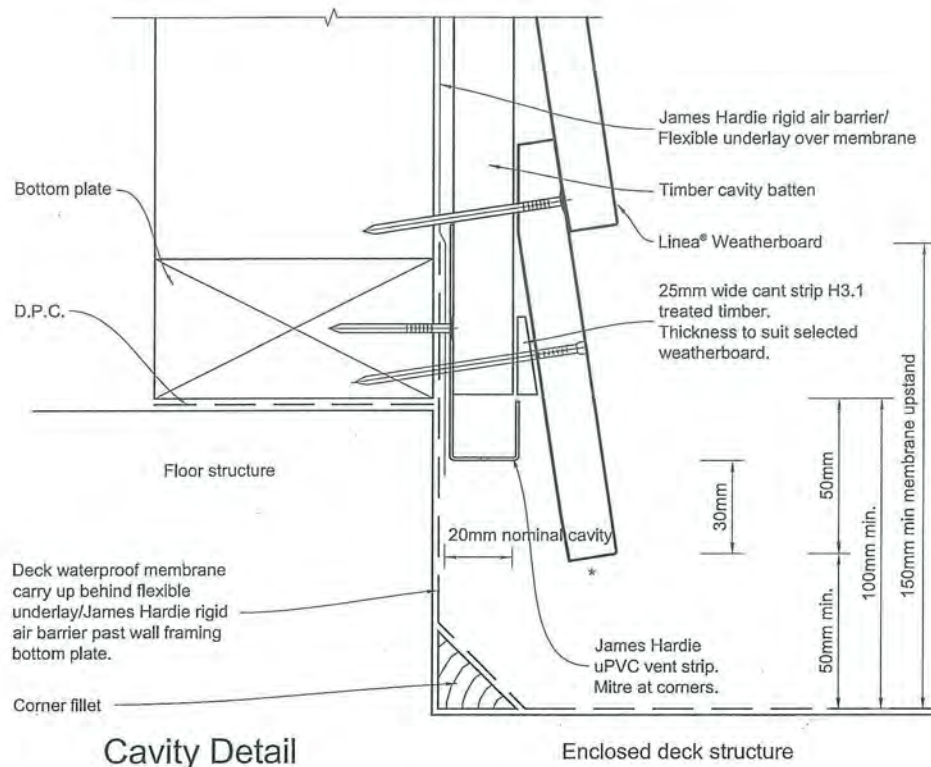 James Hardie rigid air barrier/
Flexible underlay over membrane
Bottom plate
Timber cavity batten
Linea® Weatherboard
D.P.C.
25mm wide cant strip H3.1
treated timber.
Thickness to suit selected
weatherboard.
Floor structure
30mm
50mm
100mm min.
150mm min membrane upstand
20mm nominal cavity
*
50mm min.
Deck waterproof membrane
carry up behind flexible
underlay/James Hardie rigid
air barrier past wall framing
bottom plate.
James Hardie
uPVC vent strip.
Mitre at corners.
Corner fillet
Cavity Detail
Enclosed deck structure